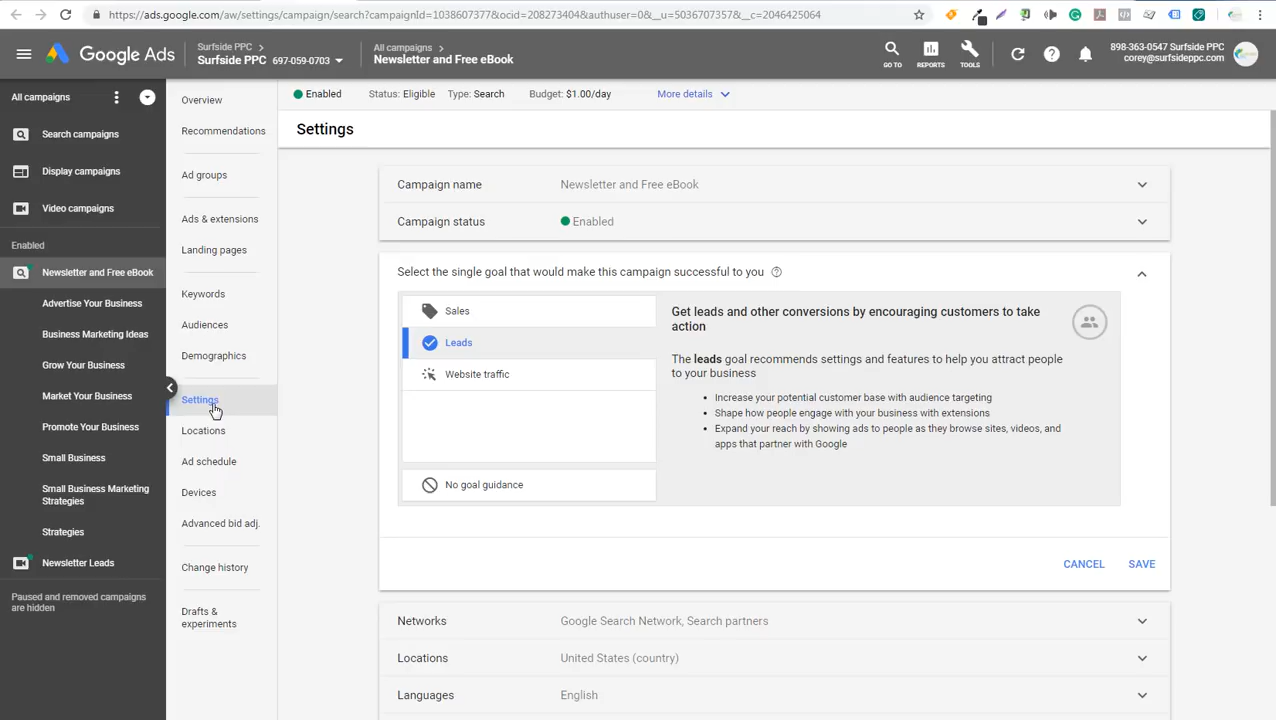 https://ads.google.com/aw/settings/campaign/search?campaignId=1038607377&ocid=208273404&authuser=0&__u=5036707357&__c=2046425064
Google Ads
Surfside PPC
Surfside PPC 697-059-0703
All campaigns
Newsletter and Free eBook
GO TO
REPORTS
TOOLS
898-363-0547 Surfside PPC
corey@surfsideppc.com
All campaigns
Search campaigns
Display campaigns
Video campaigns
Enabled
Newsletter and Free eBook
Advertise Your Business
Business Marketing Ideas
Grow Your Business
Market Your Business
Promote Your Business
Small Business
Small Business Marketing
Strategies
Strategies
Newsletter Leads
Paused and removed campaigns
are hidden
Overview
Recommendations
Ad groups
Ads & extensions
Landing pages
Keywords
Audiences
Demographics
Settings
Locations
Ad schedule
Devices
Advanced bid adj.
Change history
Drafts &
experiments
Enabled Status: Eligible Type: Search Budget: $1.00/day More details
Settings
Campaign name Newsletter and Free eBook
Campaign status Enabled
Select the single goal that would make this campaign successful to you
Sales
Leads
Website traffic
No goal guidance
Get leads and other conversions by encouraging customers to take
action
The leads goal recommends settings and features to help you attract people
to your business
• Increase your potential customer base with audience targeting
• Shape how people engage with your business with extensions
• Expand your reach by showing ads to people as they browse sites, videos, and
apps that partner with Google
CANCEL SAVE
Networks Google Search Network, Search partners
Locations United States (country)
Languages English